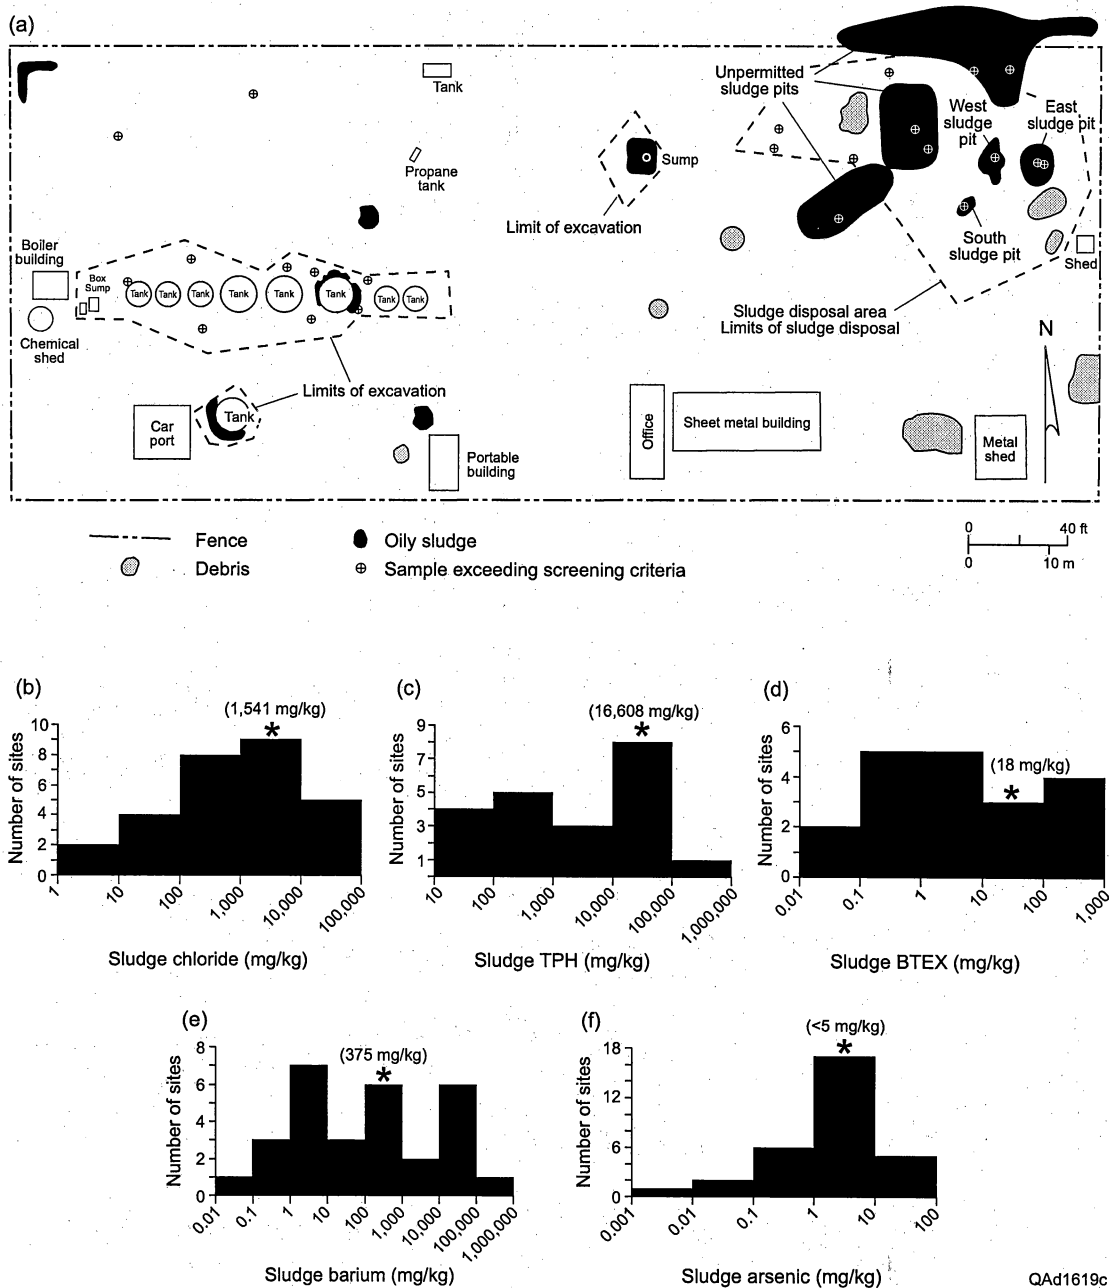 (a)
Tank
Unpermitted
sludge pits
West
sludge
pit
East
sludge pit
Propane
tank
Sump
Limit of excavation
South
sludge pit
Shed
Boiler
building
Box
Sump
Tank
Tank
Tank
Tank
Tank
Tank
Tank
Tank
Chemical
shed
Sludge disposal area
Limits of sludge disposal
N
Limits of excavation
Car
port
Tank
Portable
building
Office
Sheet metal building
Metal
shed
Fence
Oily sludge
Debris
Sample exceeding screening criteria
0 40 ft
0 10 m
(b)
(1,541 mg/kg)
*
Number of sites
10
8
6
4
2
0
1 10 100 1,000 10,000 100,000
Sludge chloride (mg/kg)
(c)
(16,608 mg/kg)
*
Number of sites
9
7
5
3
1
10 100 1,000 10,000 100,000 1,000,000
Sludge TPH (mg/kg)
(d)
(18 mg/kg)
*
Number of sites
6
4
2
0
0.01 0.1 1 10 100 1,000
Sludge BTEX (mg/kg)
(e)
(375 mg/kg)
*
Number of sites
8
6
4
2
0
0.01 0.1 1 10 100 1,000 10,000 100,000 1,000,000
Sludge barium (mg/kg)
(f)
(<5 mg/kg)
*
Number of sites
18
12
6
0
0.001 0.01 0.1 1 10 100
Sludge arsenic (mg/kg)
QAd1619c